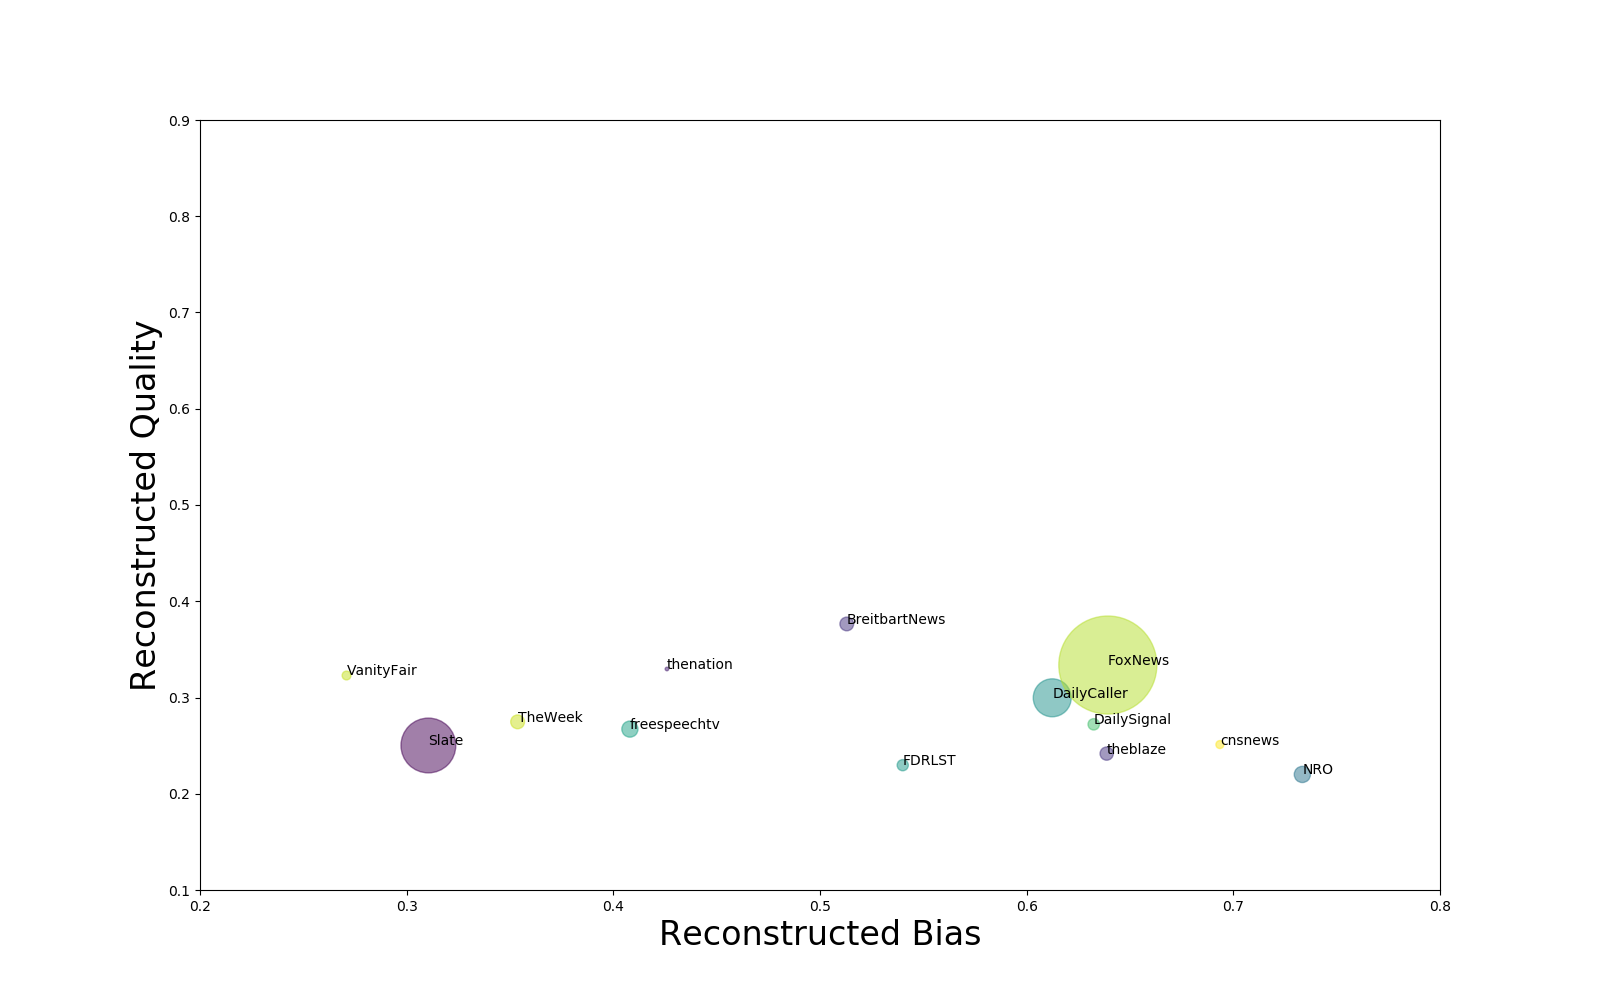 Reconstructed Quality
0.9
0.8
0.7
0.6
0.5
0.4
0.3
0.2
0.1
BreitbartNews
FoxNews
thenation
VanityFair
DailyCaller
TheWeek
DailySignal
freespeechtv
Slate
cnsnews
theblaze
FDRLST
NRO
0.2
0.3
0.4
0.5
0.6
0.7
0.8
Reconstructed Bias